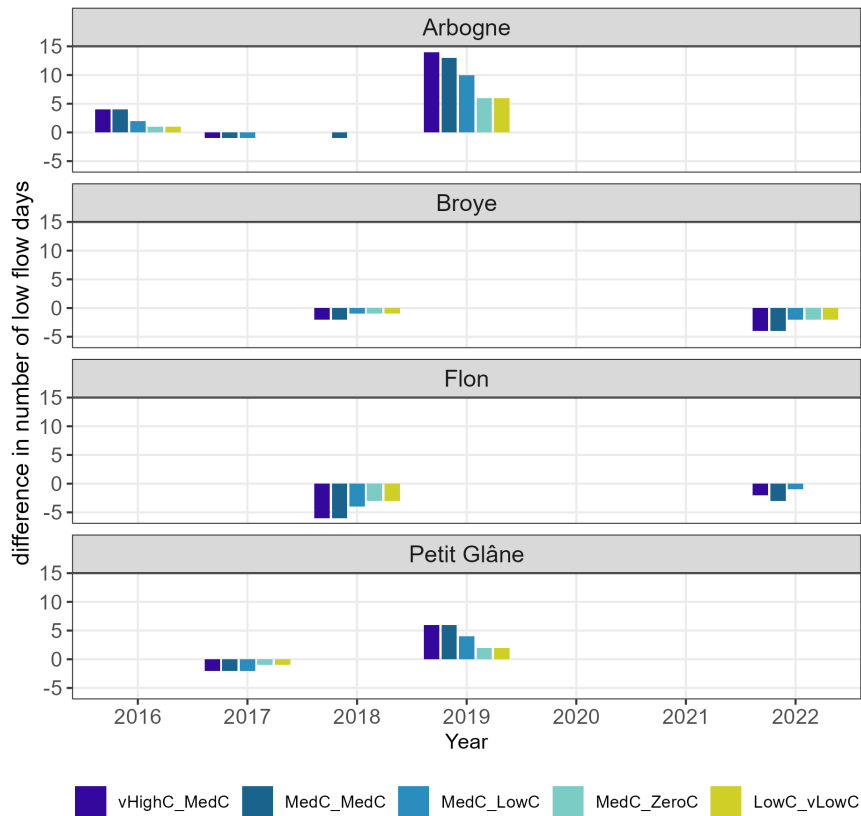 Arbogne
15
10
5
0
-5
Broye
15
10
5
0
-5
Flon
15
10
5
0
-5
Petit Glâne
15
10
5
0
-5
difference in number of low flow days
2016 2017 2018 2019 2020 2021 2022
Year
vHighC_MedC MedC_MedC MedC_LowC MedC_ZeroC LowC_vLowC